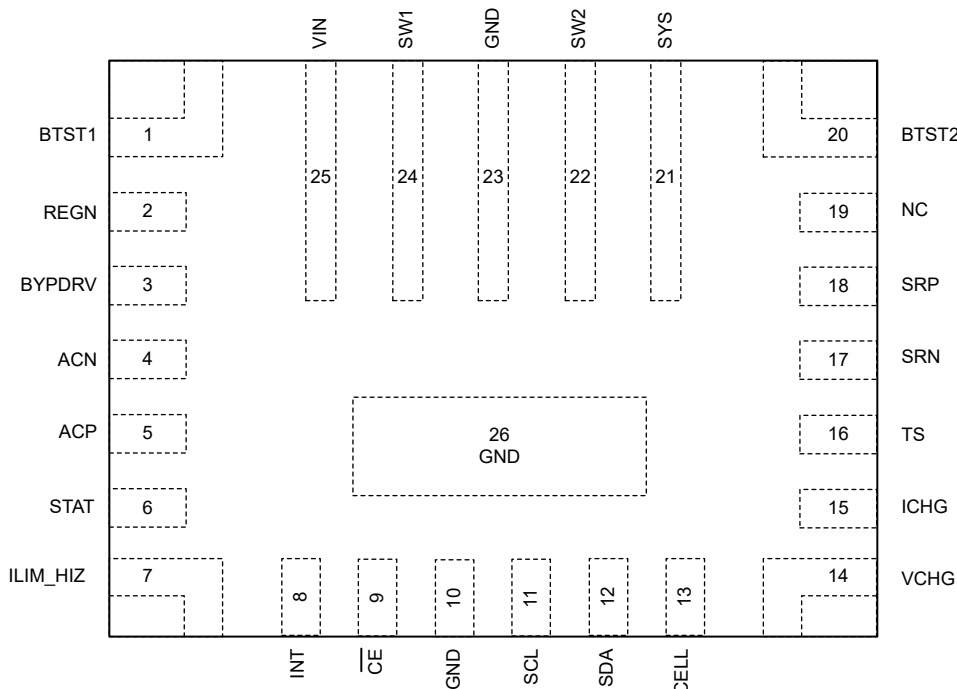 VIN
SW1
GND
SW2
SYS
BTST1 1
20 BTST2
25
24
23
22
21
REGN 2
19 NC
BYPDRV 3
18 SRP
ACN 4
17 SRN
ACP 5
26
GND
16 TS
STAT 6
15 ICHG
ILIM_HIZ 7
14 VCHG
8
9
10
11
12
13
INT
CE
GND
SCL
SDA
CELL